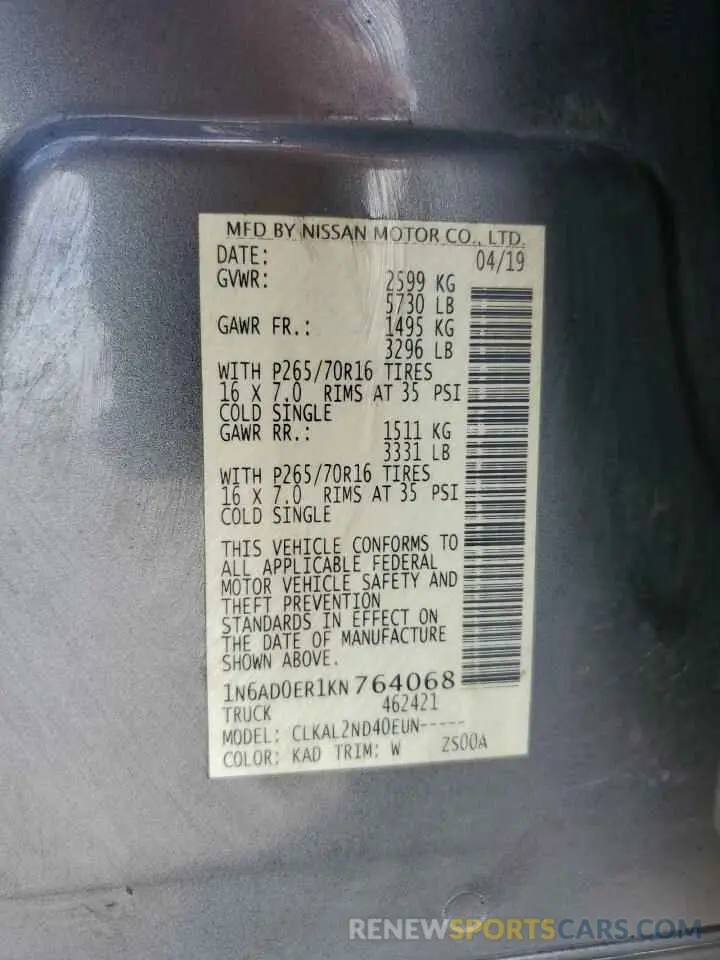 MFD BY NISSAN MOTOR CO., LTD.
DATE: 04/19
GVWR: 2599 KG
5730 LB
GAWR FR.: 1495 KG
3296 LB
WITH P265/70R16 TIRES
16 X 7.0 RIMS AT 35 PSI
COLD SINGLE
GAWR RR.: 1511 KG
3331 LB
WITH P265/70R16 TIRES
16 X 7.0 RIMS AT 35 PSI
COLD SINGLE
THIS VEHICLE CONFORMS TO
ALL APPLICABLE FEDERAL
MOTOR VEHICLE SAFETY AND
THEFT PREVENTION
STANDARDS IN EFFECT ON
THE DATE OF MANUFACTURE
SHOWN ABOVE.
1N6AD0ER1KN764068
TRUCK 462421
MODEL: CLKAL2ND40EUN-----
COLOR: KAD TRIM: W ZS00A
RENEWSPORTSCARS.COM